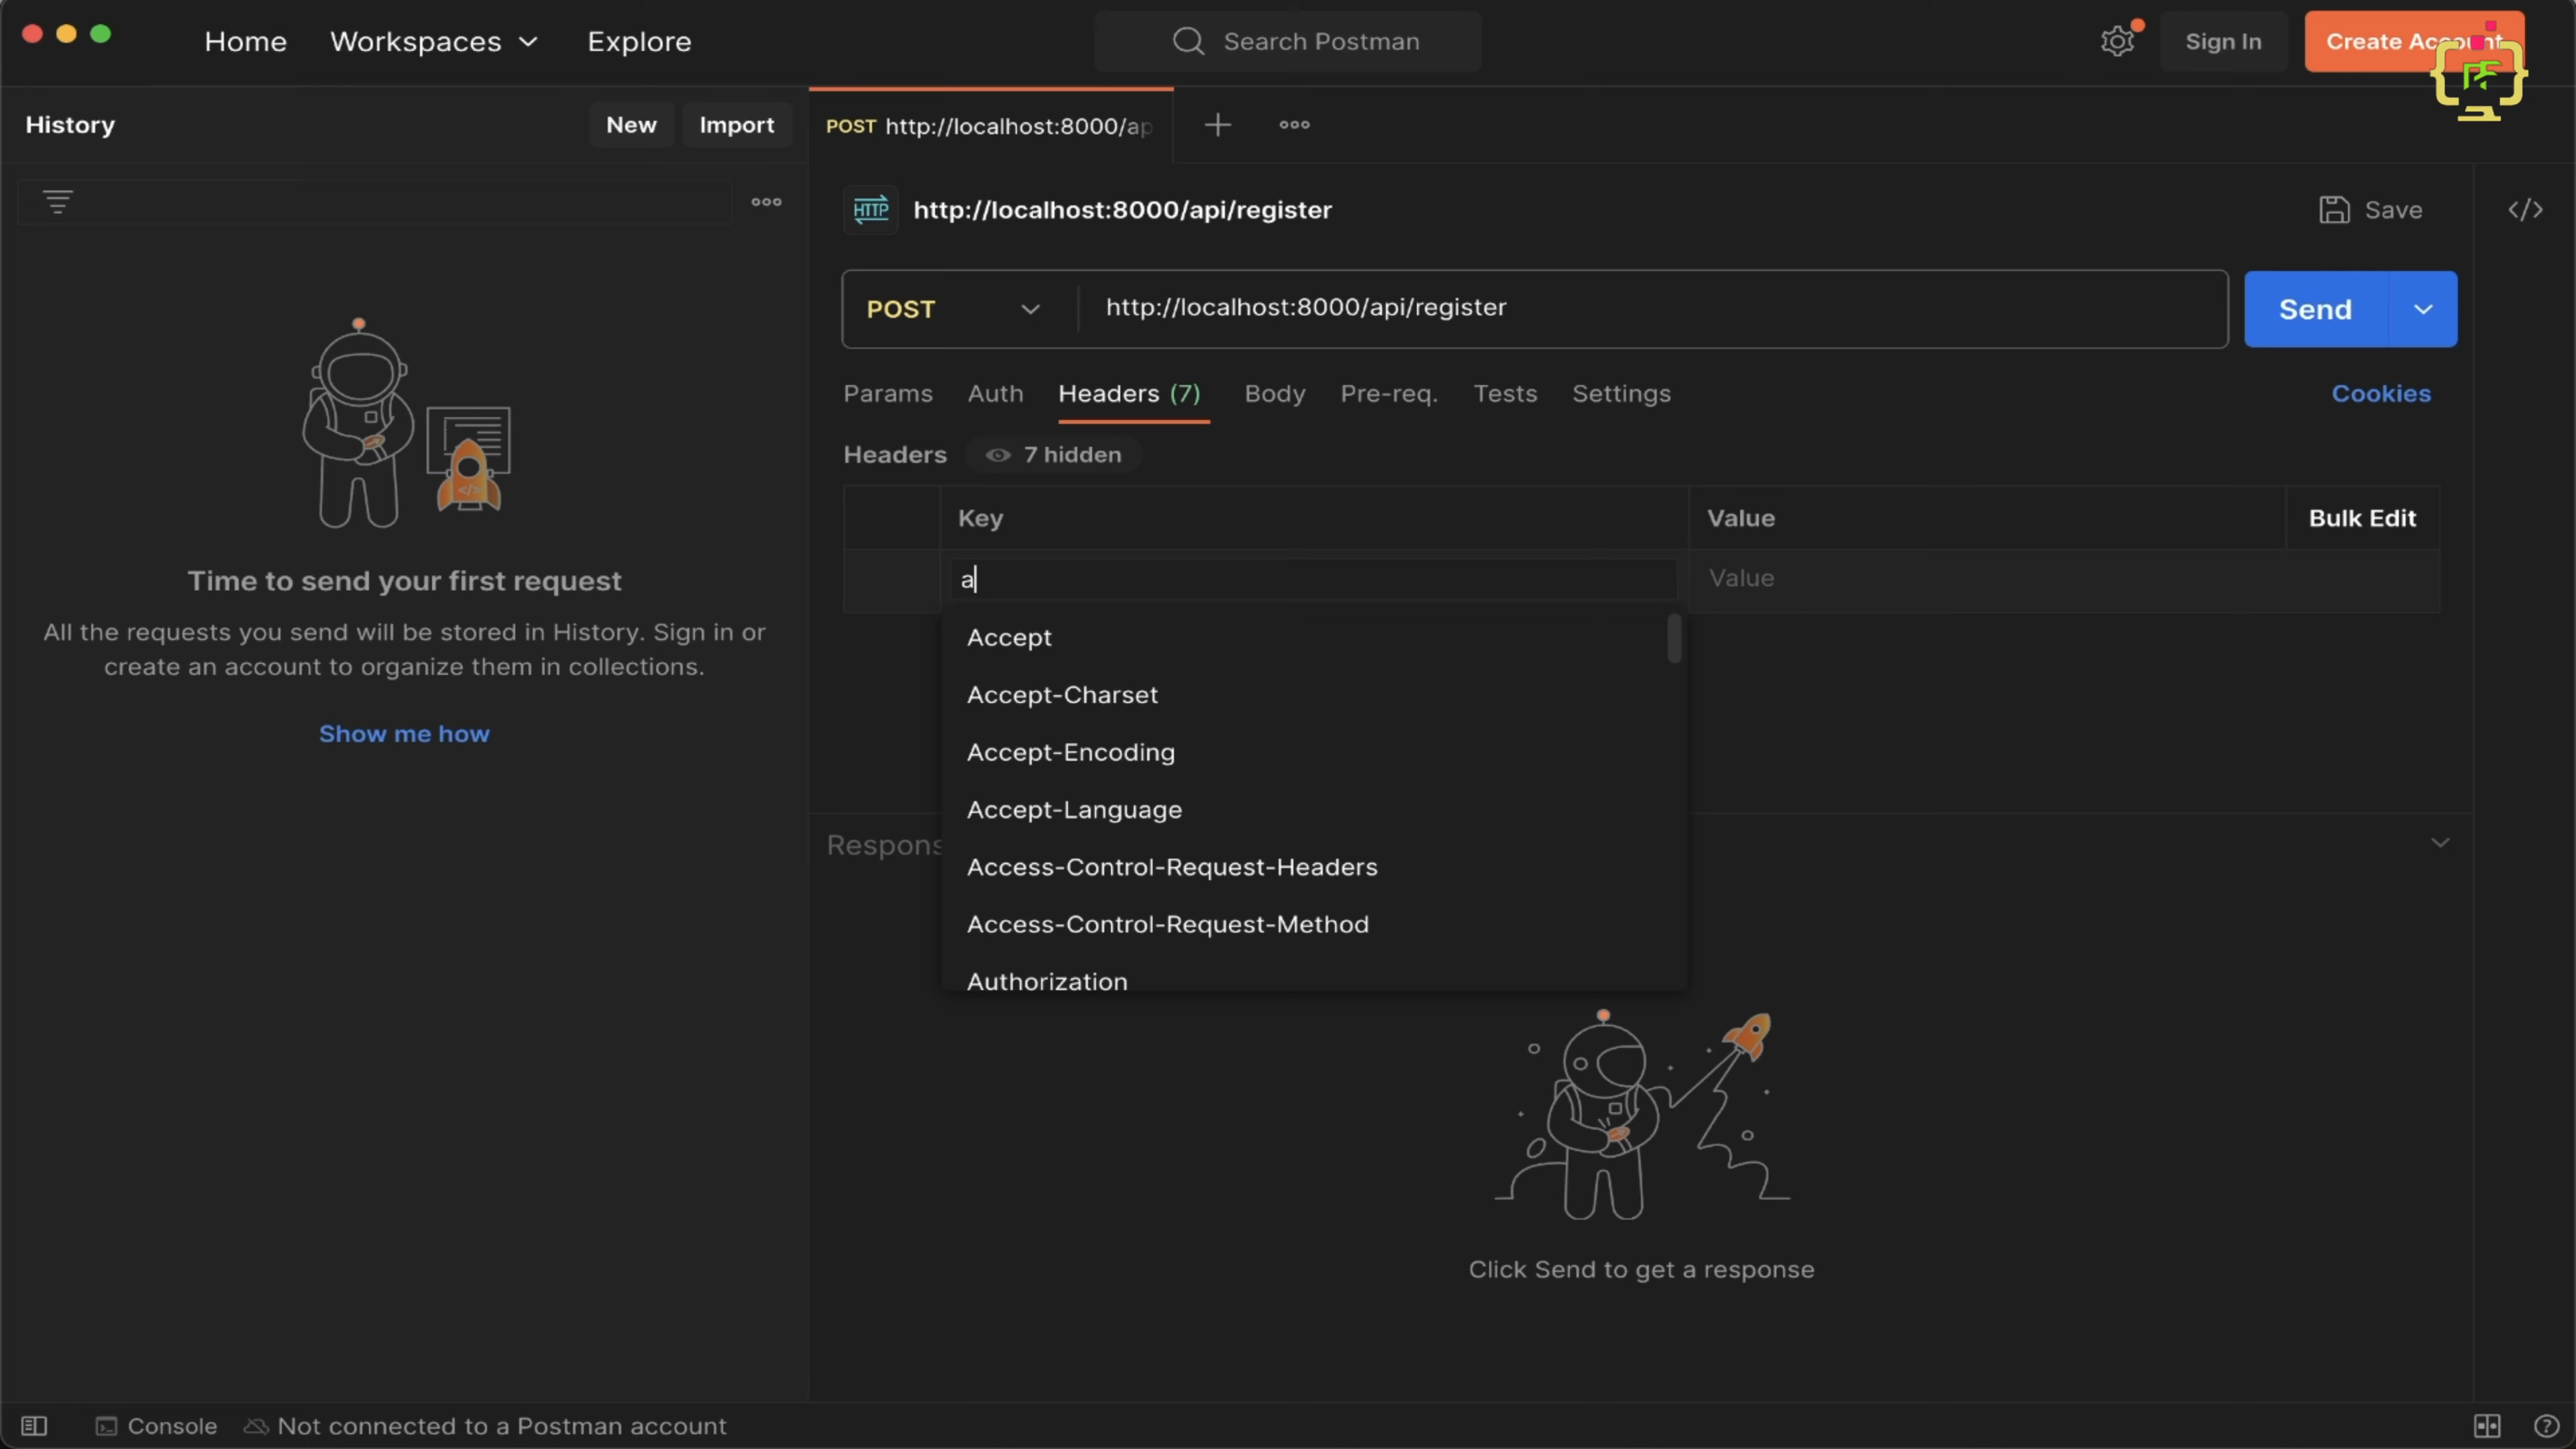 Home Workspaces Explore
Search Postman
Sign In
Create Account
History
New
Import
POST http://localhost:8000/ap
HTTP http://localhost:8000/api/register
Save
</>
POST
http://localhost:8000/api/register
Send
Params Auth Headers (7) Body Pre-req. Tests Settings
Cookies
Headers 7 hidden
Key
Value
Bulk Edit
a
Value
Accept
Accept-Charset
Accept-Encoding
Accept-Language
Access-Control-Request-Headers
Access-Control-Request-Method
Authorization
Time to send your first request
All the requests you send will be stored in History. Sign in or
create an account to organize them in collections.
Show me how
Respons
Click Send to get a response
Console
Not connected to a Postman account